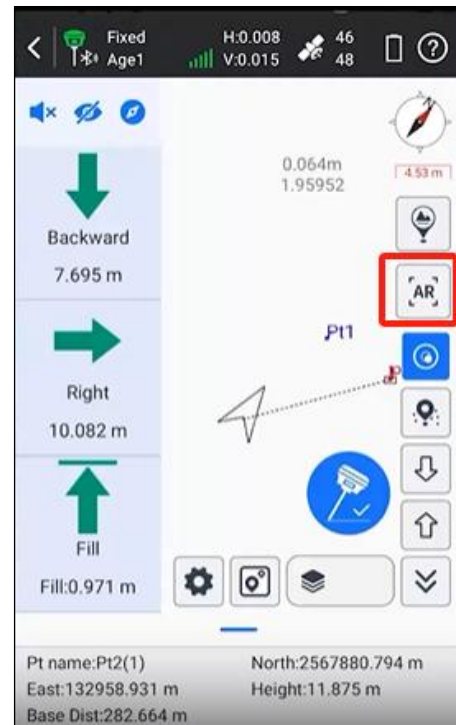 Fixed
H:0.008
46
Age1
V:0.015
48
N
0.064m
1.95952
4.53 m
Backward
7.695 m
AR
Pt1
P
Right
10.082 m
Fill
Fill:0.971 m
Pt name:Pt2(1)
North:2567880.794 m
East:132958.931 m
Height:11.875 m
Base Dist:282.664 m